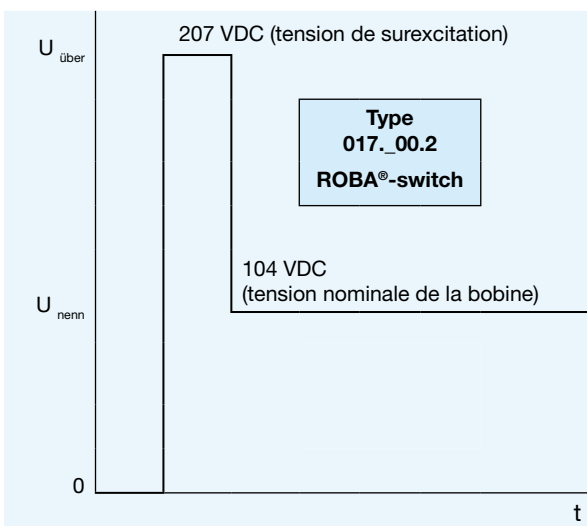 207 VDC (tension de surexcitation)
U über
Type
017._00.2
ROBA®-switch
104 VDC
(tension nominale de la bobine)
U nenn
0
t